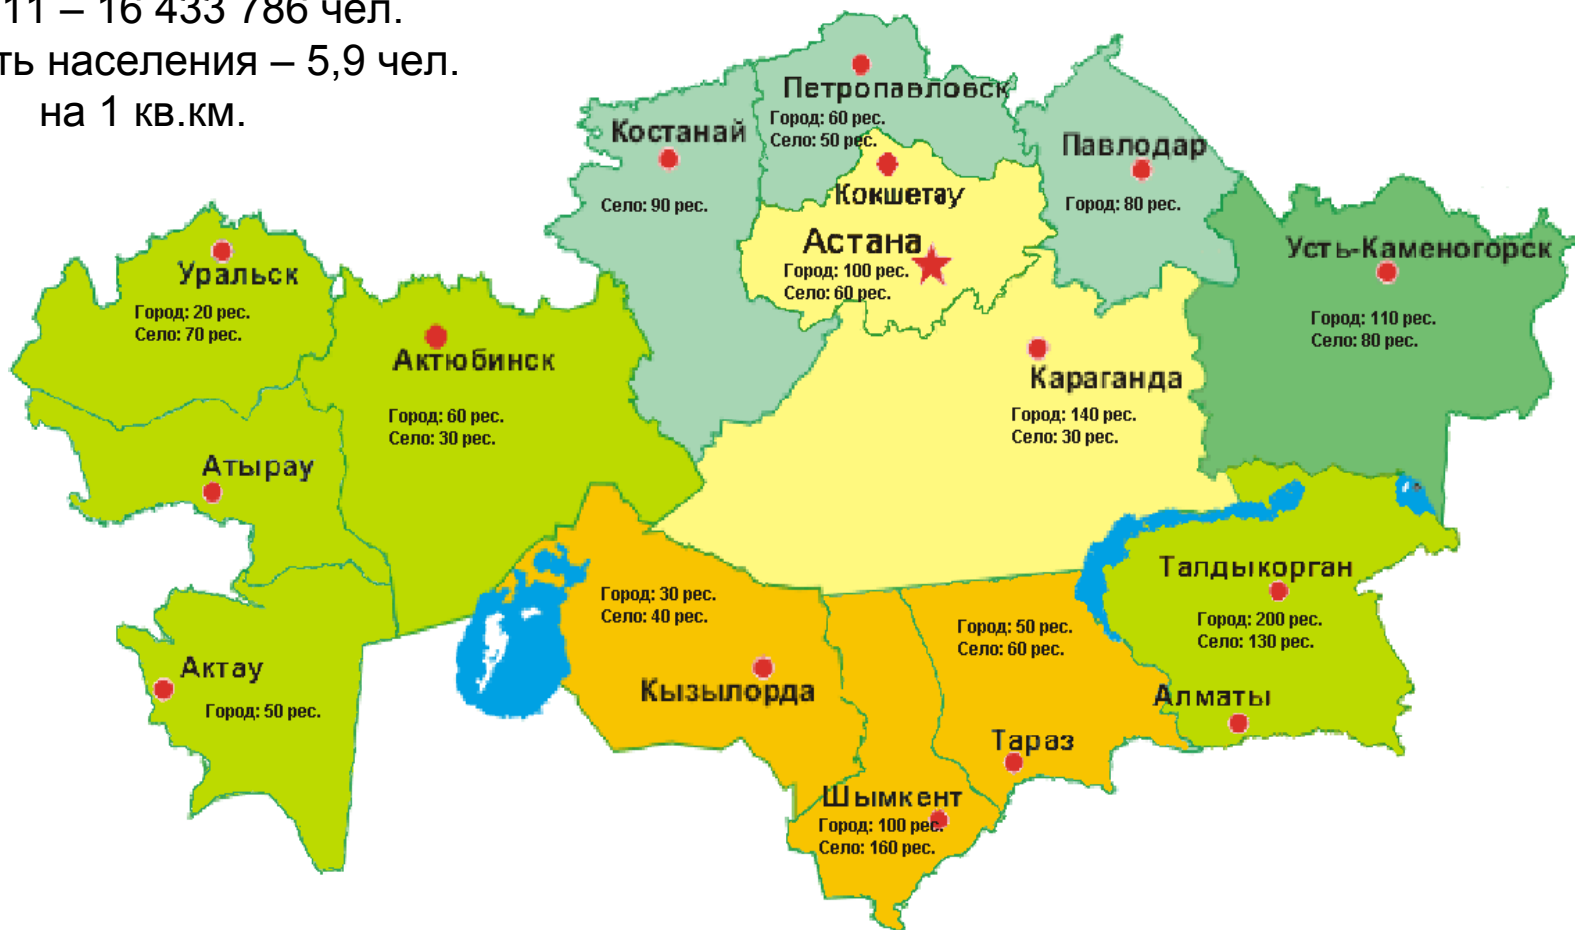 11 – 16 433 786 чел.
ть населения – 5,9 чел.
на 1 кв.км.
Петропавловск
Город: 60 рес.
Село: 50 рес.
Костанай
Село: 90 рес.
Павлодар
Город: 80 рес.
Кокшетау
Астана
Город: 100 рес.
Село: 60 рес.
Усть-Каменогорск
Город: 110 рес.
Село: 80 рес.
Уральск
Город: 20 рес.
Село: 70 рес.
Актюбинск
Город: 60 рес.
Село: 30 рес.
Караганда
Город: 140 рес.
Село: 30 рес.
Атырау
Талдыкорган
Город: 200 рес.
Село: 130 рес.
Город: 30 рес.
Село: 40 рес.
Кызылорда
Город: 50 рес.
Село: 60 рес.
Тараз
Актау
Город: 50 рес.
Алматы
Шымкент
Город: 100 рес.
Село: 160 рес.